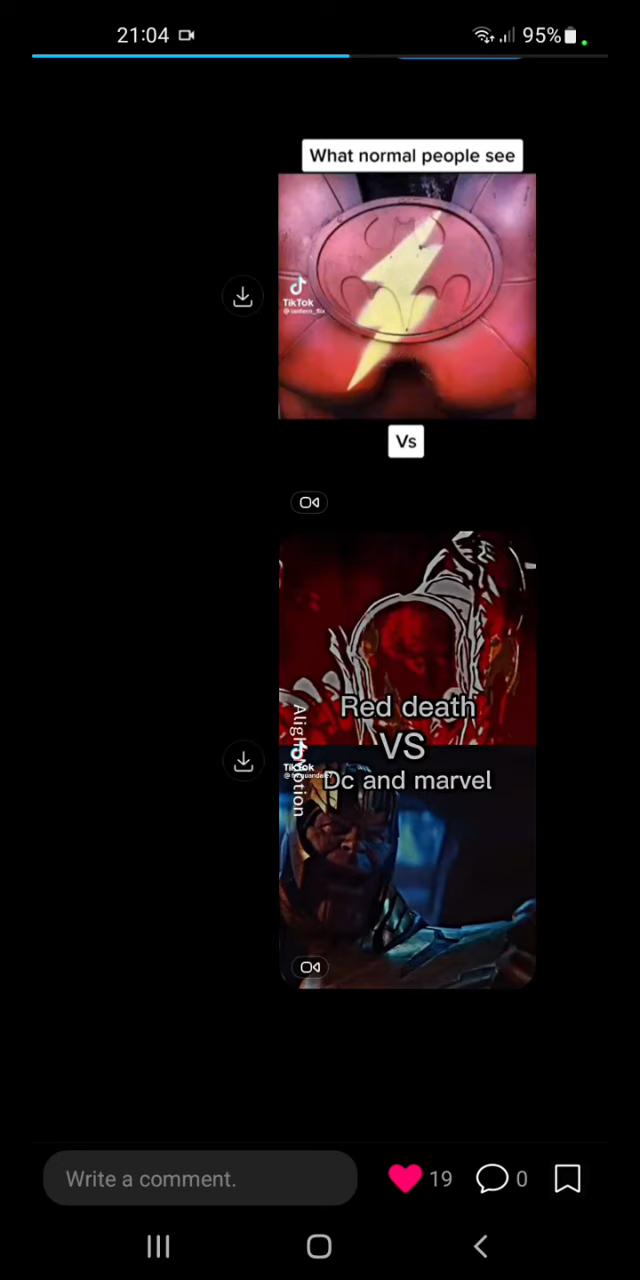 21:04
95%
What normal people see
TikTok
Vs
Red death
VS
Dc and marvel
TikTok
Write a comment.
19
0